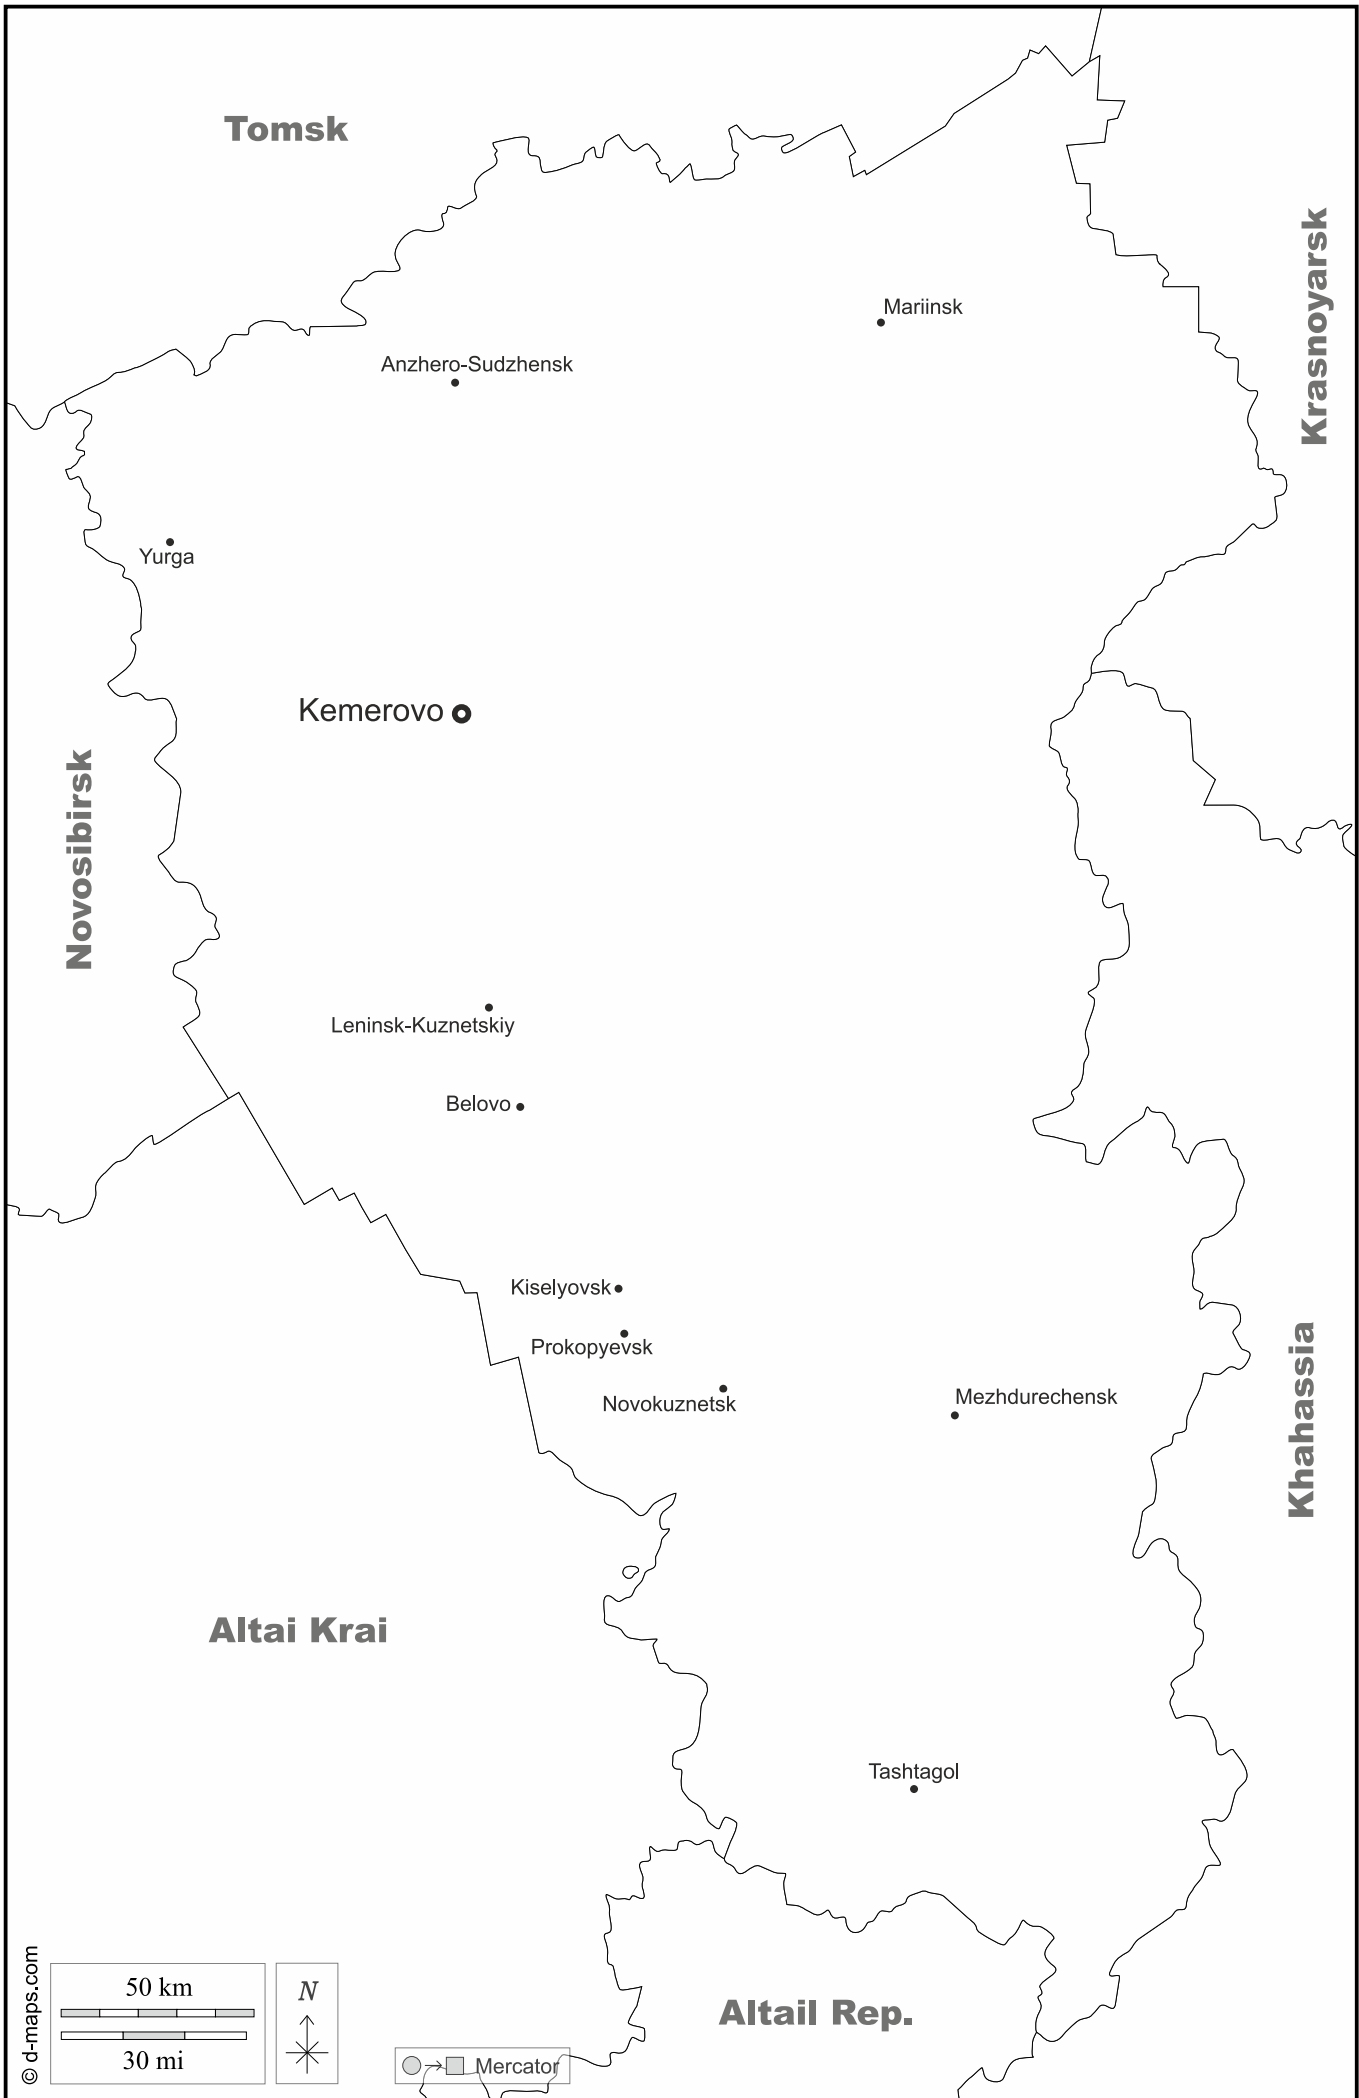 Tomsk
Krasnoyarsk
Mariinsk
Anzhero-Sudzhensk
Yurga
Kemerovo
Novosibirsk
Leninsk-Kuznetskiy
Belovo
Kiselyovsk
Prokopyevsk
Novokuznetsk
Mezhdurechensk
Khahassia
Altai Krai
Tashtagol
Altail Rep.
© d-maps.com
50 km
30 mi
N
Mercator